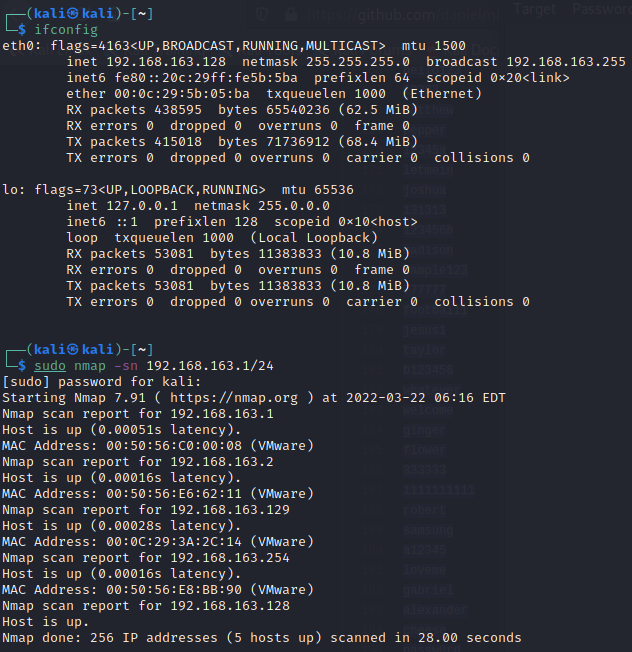 ┌──(kali㉿kali)-[~]
└─$ ifconfig
eth0: flags=4163<UP,BROADCAST,RUNNING,MULTICAST>  mtu 1500
        inet 192.168.163.128  netmask 255.255.255.0  broadcast 192.168.163.255
        inet6 fe80::20c:29ff:fe5b:5ba  prefixlen 64  scopeid 0×20<link>
        ether 00:0c:29:5b:05:ba  txqueuelen 1000  (Ethernet)
        RX packets 438595  bytes 65540236 (62.5 MiB)
        RX errors 0  dropped 0  overruns 0  frame 0
        TX packets 415018  bytes 71736912 (68.4 MiB)
        TX errors 0  dropped 0 overruns 0  carrier 0  collisions 0
lo: flags=73<UP,LOOPBACK,RUNNING>  mtu 65536
        inet 127.0.0.1  netmask 255.0.0.0
        inet6 ::1  prefixlen 128  scopeid 0×10<host>
        loop  txqueuelen 1000  (Local Loopback)
        RX packets 53081  bytes 11383833 (10.8 MiB)
        RX errors 0  dropped 0  overruns 0  frame 0
        TX packets 53081  bytes 11383833 (10.8 MiB)
        TX errors 0  dropped 0 overruns 0  carrier 0  collisions 0
┌──(kali㉿kali)-[~]
└─$ sudo nmap -sn 192.168.163.1/24
[sudo] password for kali:
Starting Nmap 7.91 ( https://nmap.org ) at 2022-03-22 06:16 EDT
Nmap scan report for 192.168.163.1
Host is up (0.00051s latency).
MAC Address: 00:50:56:C0:00:08 (VMware)
Nmap scan report for 192.168.163.2
Host is up (0.00016s latency).
MAC Address: 00:50:56:E6:62:11 (VMware)
Nmap scan report for 192.168.163.129
Host is up (0.00028s latency).
MAC Address: 00:0C:29:3A:2C:14 (VMware)
Nmap scan report for 192.168.163.254
Host is up (0.00016s latency).
MAC Address: 00:50:56:E8:BB:90 (VMware)
Nmap scan report for 192.168.163.128
Host is up.
Nmap done: 256 IP addresses (5 hosts up) scanned in 28.00 seconds
https://github.com
Target Password